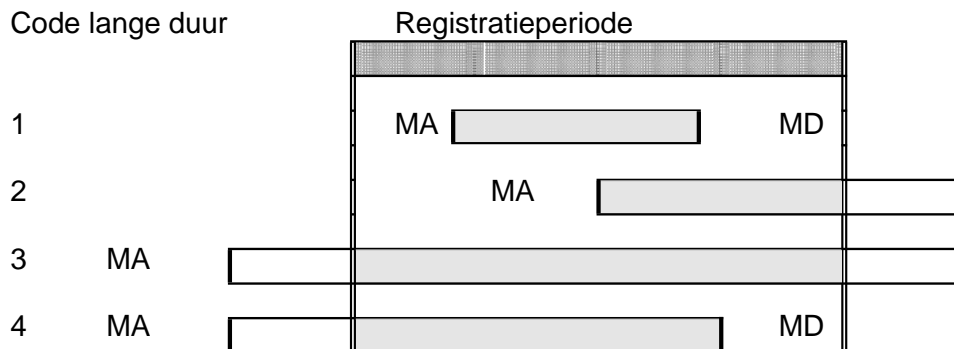 Code lange duur Registratieperiode
1 MA MD
2 MA
3 MA
4 MA MD